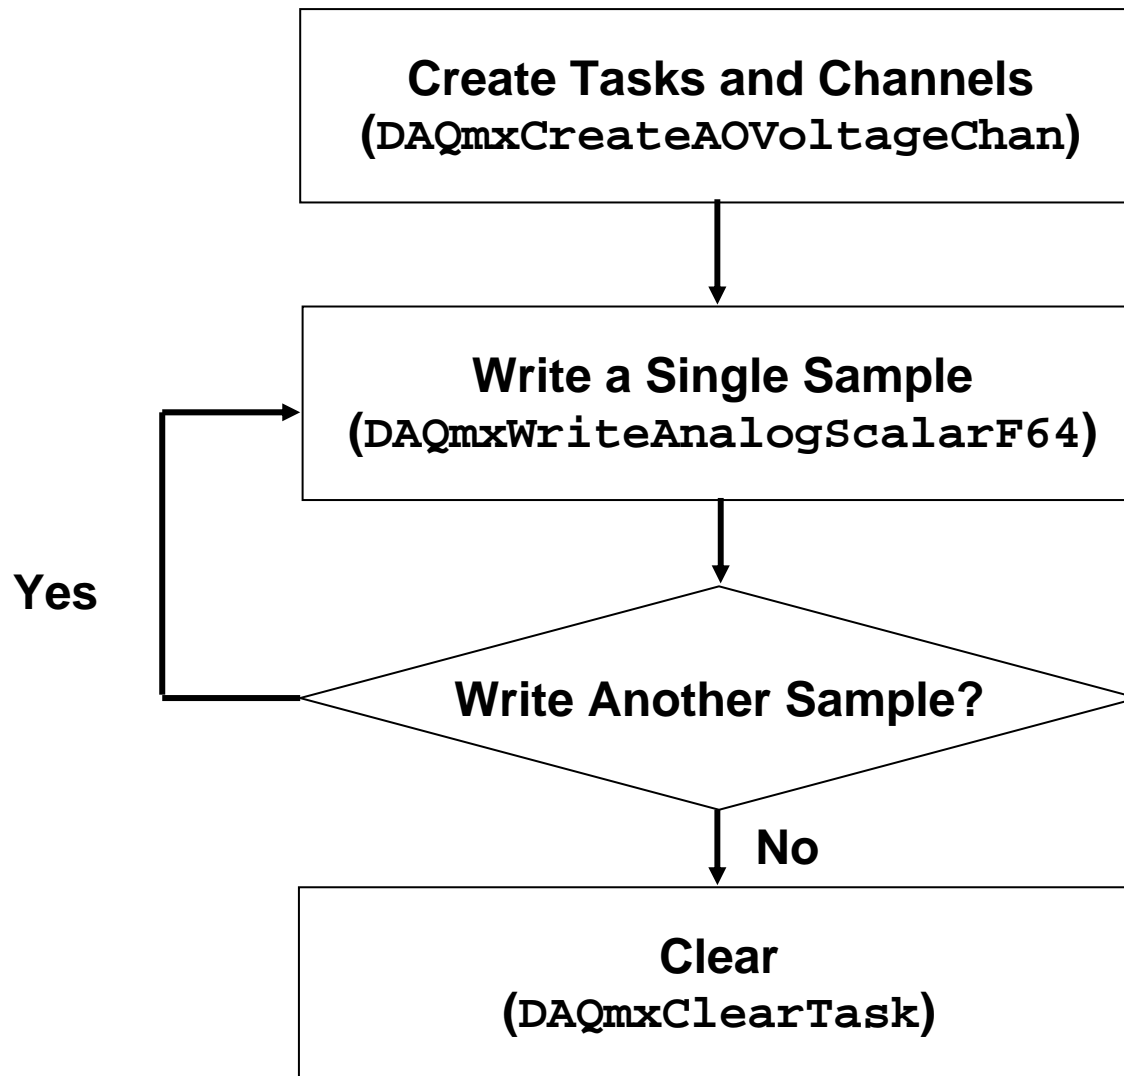 Create Tasks and Channels
(DAQmxCreateAOVoltageChan)
Write a Single Sample
(DAQmxWriteAnalogScalarF64)
Yes
Write Another Sample?
No
Clear
(DAQmxClearTask)